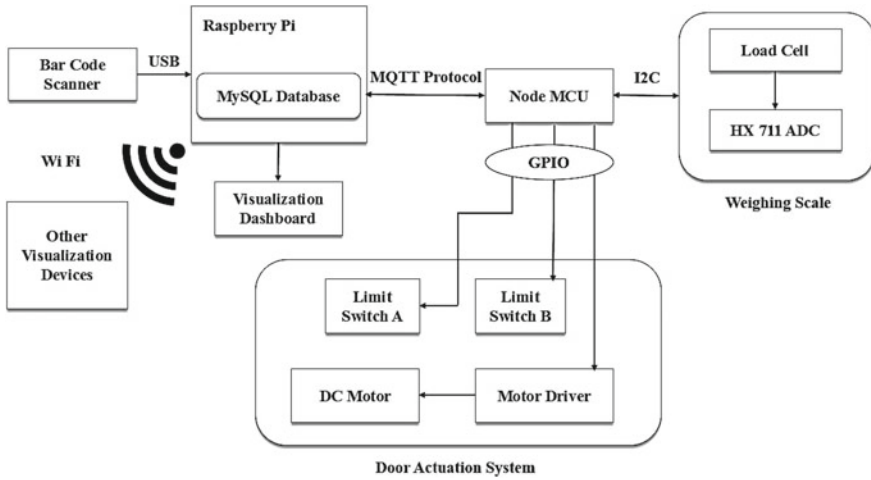 Raspberry Pi
Bar Code
Scanner
USB
MySQL Database
MQTT Protocol
Node MCU
I2C
Load Cell
HX 711 ADC
Weighing Scale
Wi Fi
GPIO
Visualization
Dashboard
Other
Visualization
Devices
Limit
Switch A
Limit
Switch B
DC Motor
Motor Driver
Door Actuation System